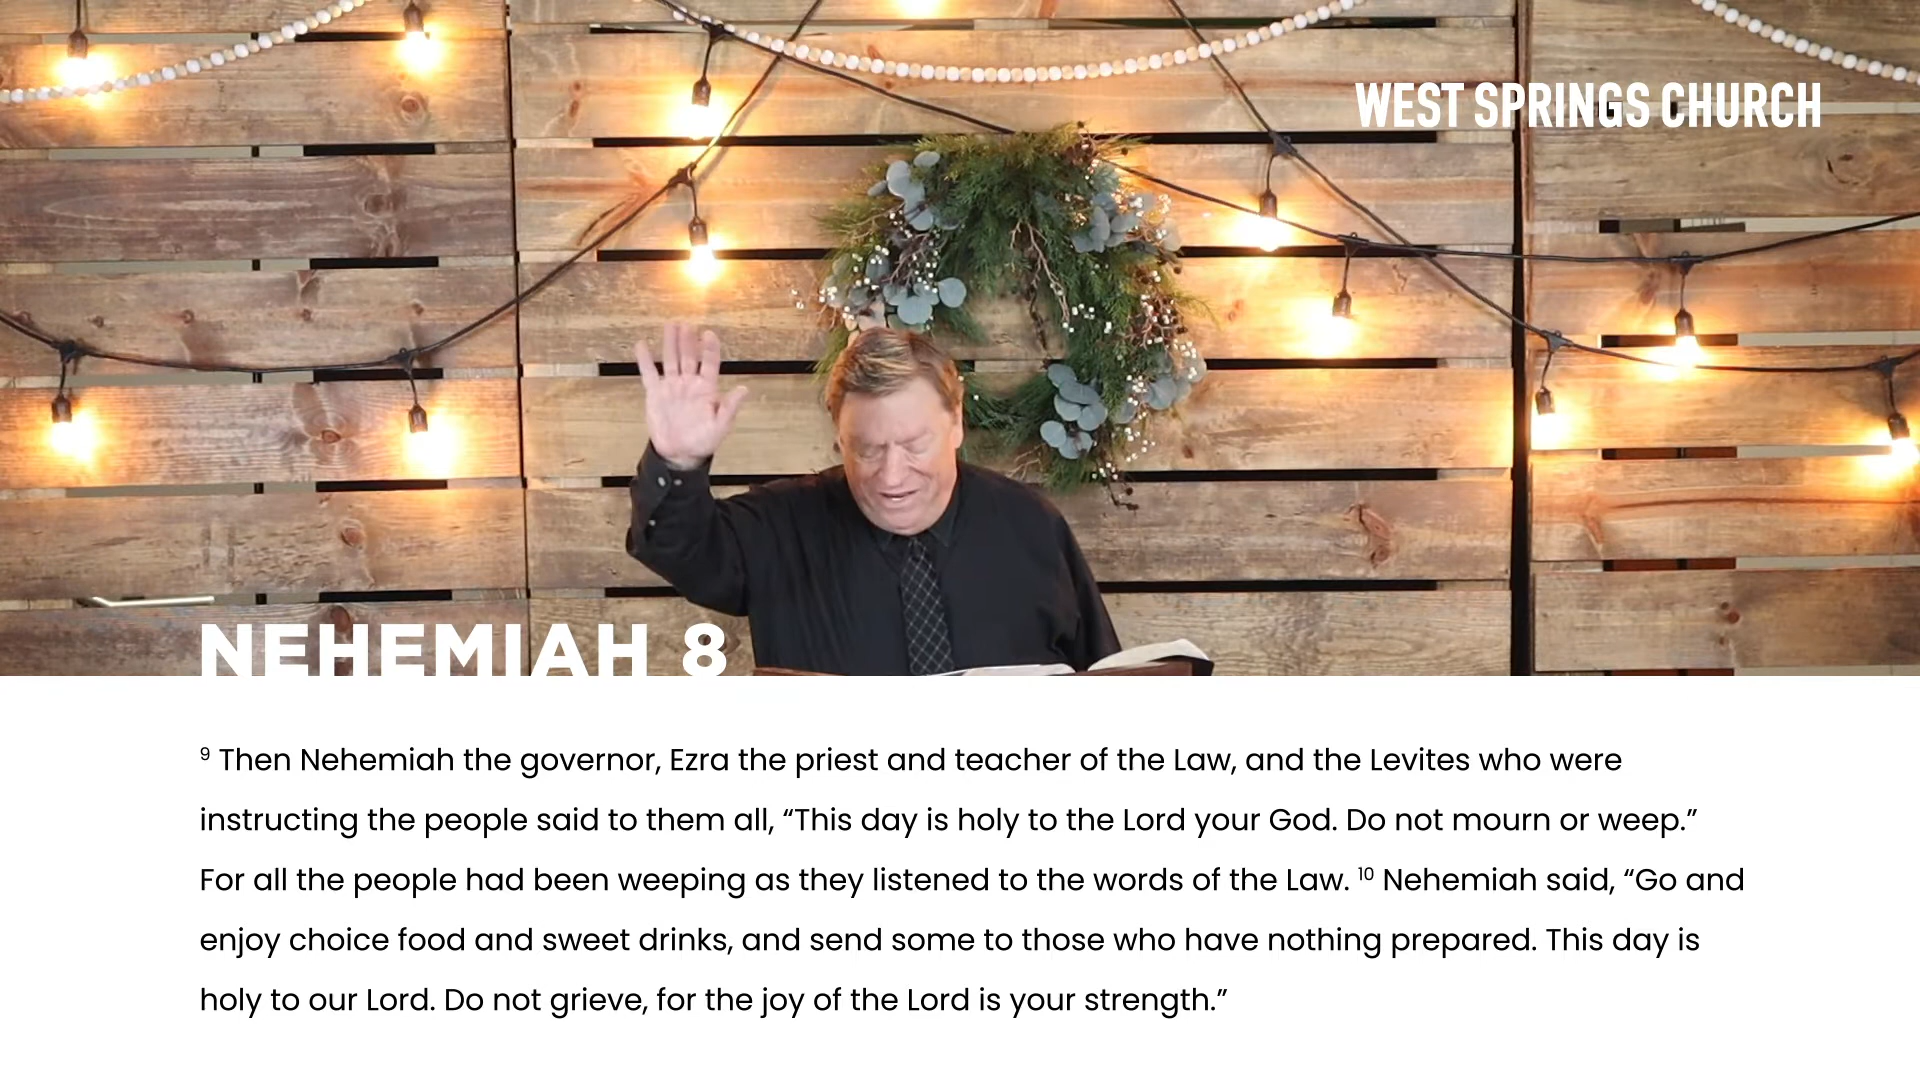 WEST SPRINGS CHURCH
NEHEMIAH 8
9 Then Nehemiah the governor, Ezra the priest and teacher of the Law, and the Levites who were
instructing the people said to them all, “This day is holy to the Lord your God. Do not mourn or weep.”
For all the people had been weeping as they listened to the words of the Law. 10 Nehemiah said, “Go and
enjoy choice food and sweet drinks, and send some to those who have nothing prepared. This day is
holy to our Lord. Do not grieve, for the joy of the Lord is your strength.”